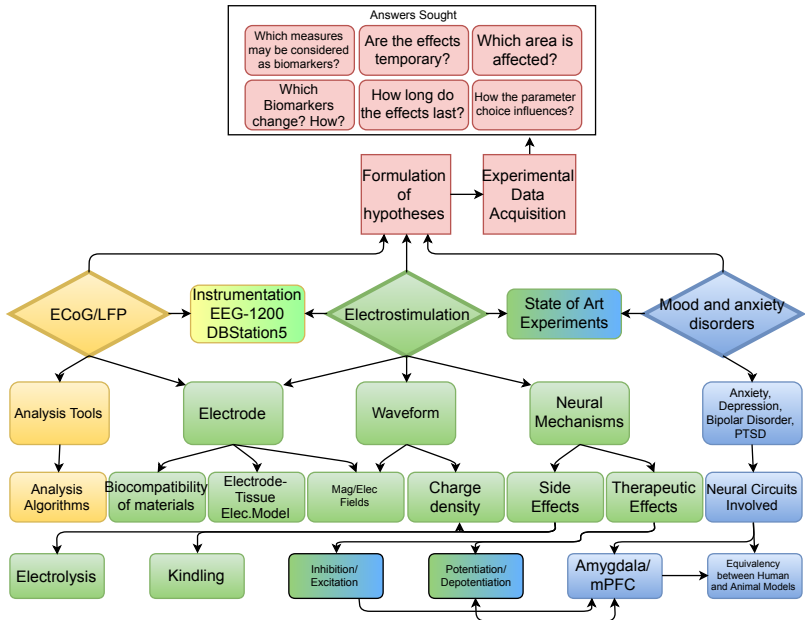 Answers Sought
Which measures
may be considered
as biomarkers?
Are the effects
temporary?
Which area is
affected?
Which
Biomarkers
change? How?
How long do
the effects last?
How the parameter
choice influences?
Formulation
of
hypotheses
Experimental
Data
Acquisition
ECoG/LFP
Instrumentation
EEG-1200
DBStation5
Electrostimulation
State of Art
Experiments
Mood and anxiety
disorders
Analysis Tools
Electrode
Waveform
Neural
Mechanisms
Anxiety,
Depression,
Bipolar Disorder,
PTSD
Analysis
Algorithms
Biocompatibility
of materials
Electrode-
Tissue
Elec.Model
Mag/Elec
Fields
Charge
density
Side
Effects
Therapeutic
Effects
Neural Circuits
Involved
Electrolysis
Kindling
Inhibition/
Excitation
Potentiation/
Depotentiation
Amygdala/
mPFC
Equivalency
between Human
and Animal Models